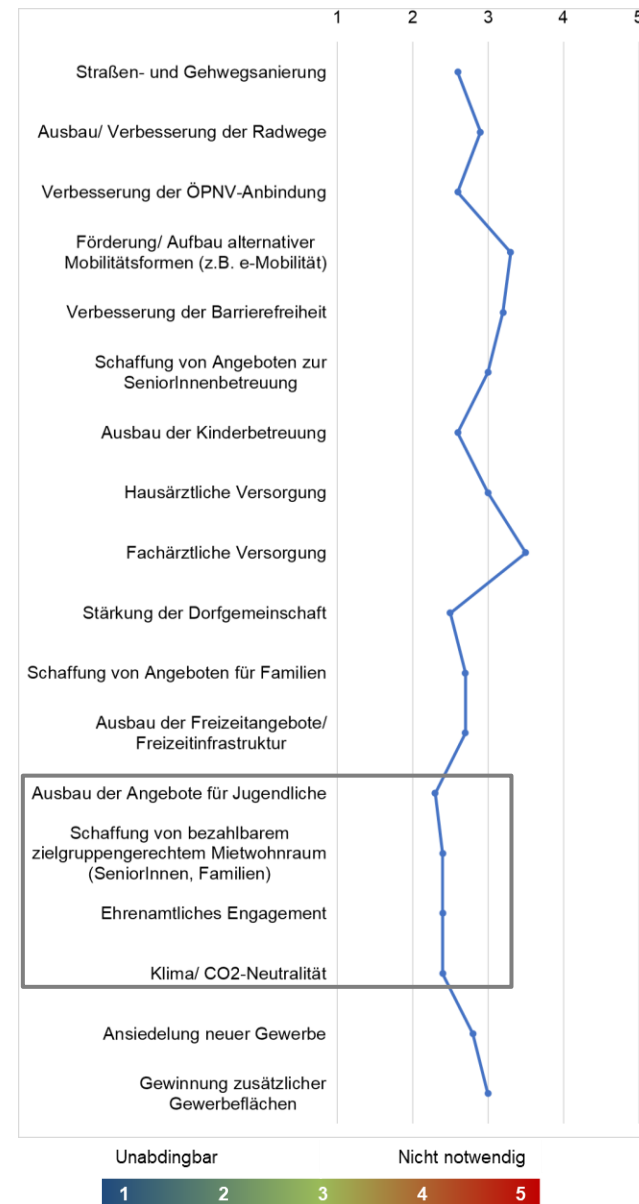 1 2 3 4 5
Straßen- und Gehwegsanierung
Ausbau/ Verbesserung der Radwege
Verbesserung der ÖPNV-Anbindung
Förderung/ Aufbau alternativer
Mobilitätsformen (z.B. e-Mobilität)
Verbesserung der Barrierefreiheit
Schaffung von Angeboten zur
SeniorInnenbetreuung
Ausbau der Kinderbetreuung
Hausärztliche Versorgung
Fachärztliche Versorgung
Stärkung der Dorfgemeinschaft
Schaffung von Angeboten für Familien
Ausbau der Freizeitangebote/
Freizeitinfrastruktur
Ausbau der Angebote für Jugendliche
Schaffung von bezahlbarem
zielgruppengerechtem Mietwohnraum
(SeniorInnen, Familien)
Ehrenamtliches Engagement
Klima/ CO2-Neutralität
Ansiedelung neuer Gewerbe
Gewinnung zusätzlicher
Gewerbeflächen
Unabdingbar Nicht notwendig
1 2 3 4 5